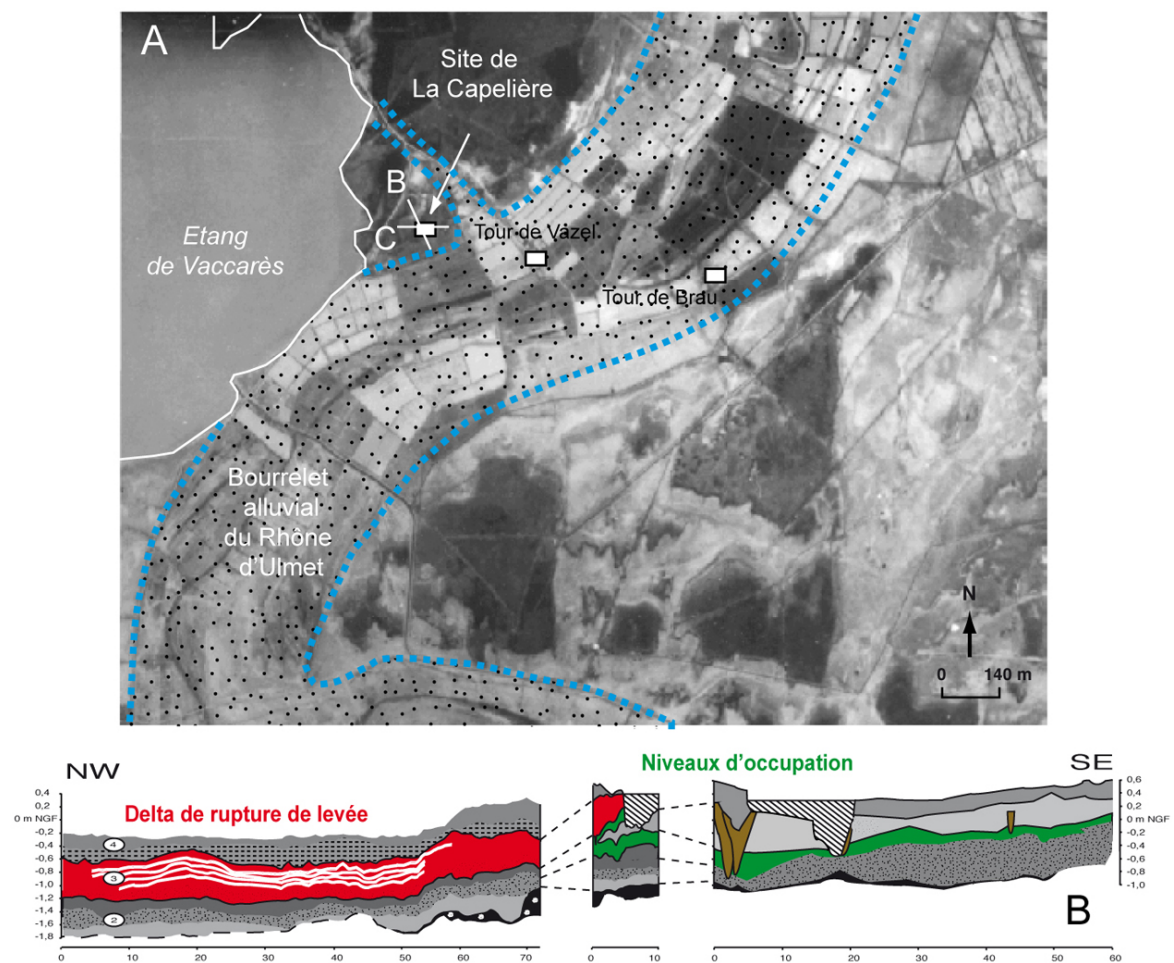 A
Site de
La Capelière
B
C
Etang
de Vaccarès
Tour de Vazel
Tour de Brau
Bourrelet
alluvial
du Rhône
d'Ulmet
N
0 140 m
NW
Niveaux d'occupation
SE
Delta de rupture de levée
0,4
0,2
0 m NGF
-0,2
-0,4
-0,6
-0,8
-1,0
-1,2
-1,4
-1,6
-1,8
4
3
2
0 10 20 30 40 50 60 70
0 10
0 10 20 30 40 50 60
0,6
0,4
0,2
0 m NGF
-0,2
-0,4
-0,6
-0,8
-1,0
B